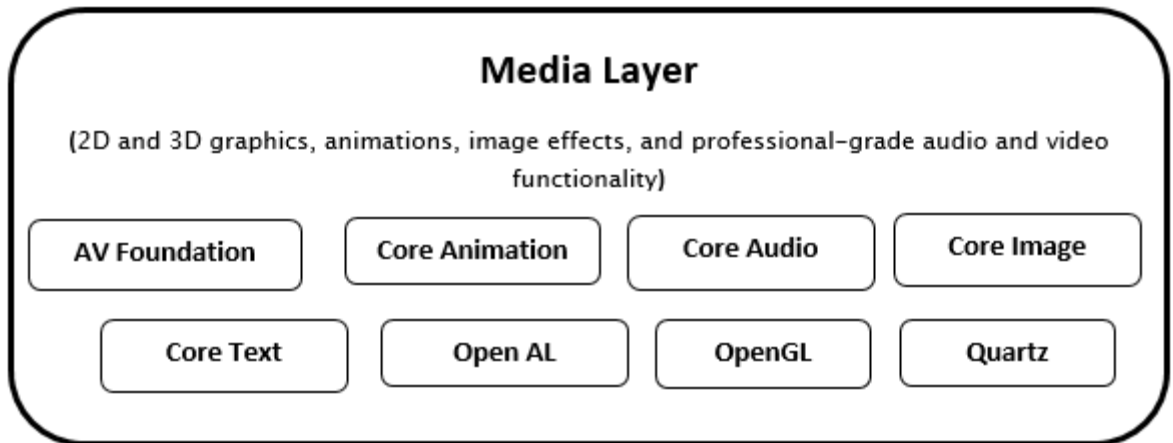 Media Layer
(2D and 3D graphics, animations, image effects, and professional-grade audio and video
functionality)
AV Foundation
Core Animation
Core Audio
Core Image
Core Text
Open AL
OpenGL
Quartz